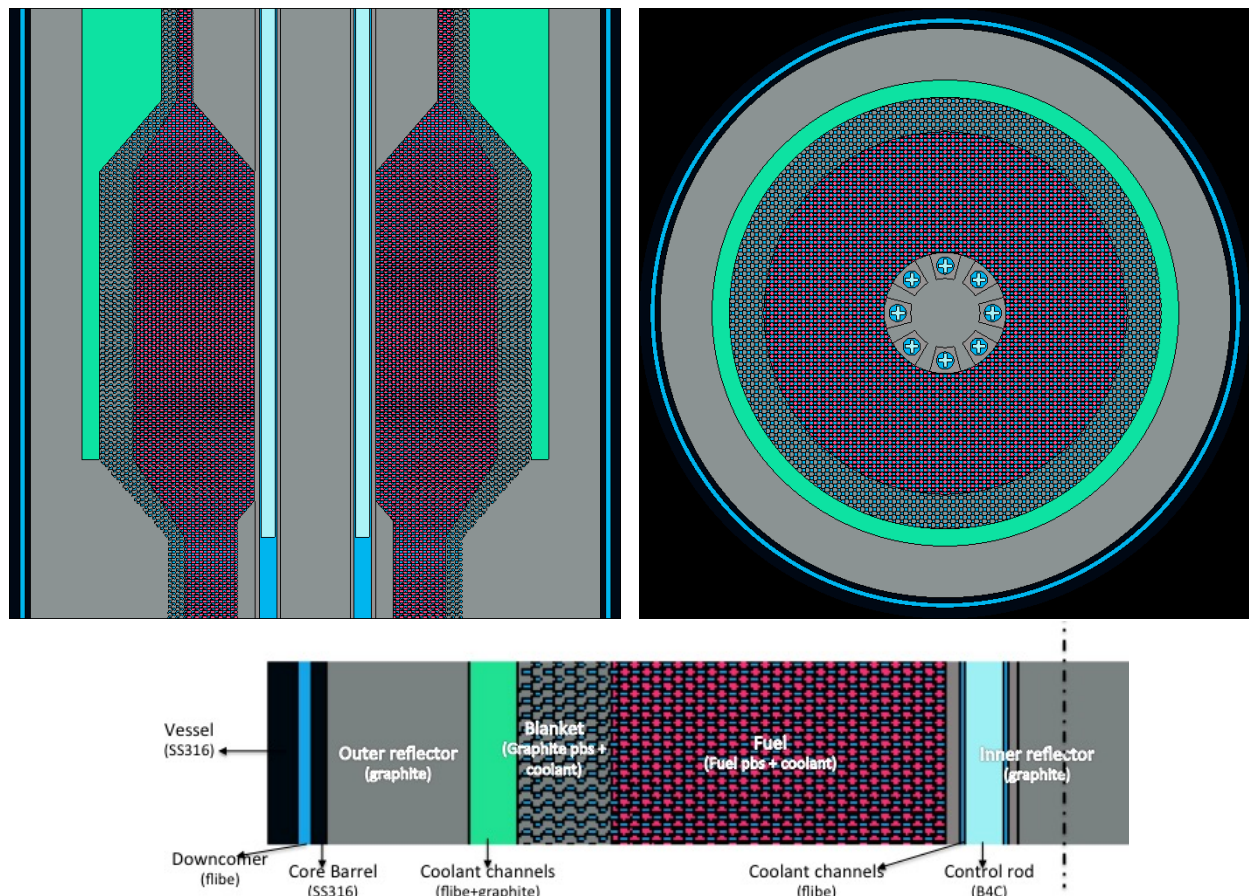 Vessel
(SS316)
Outer reflector
(graphite)
Blanket
(Graphite pbs +
coolant)
Fuel
(Fuel pbs + coolant)
Inner reflector
(graphite)
Downcomer
(flibe)
Core Barrel
(SS316)
Coolant channels
(flibe+graphite)
Coolant channels
(flibe)
Control rod
(B4C)